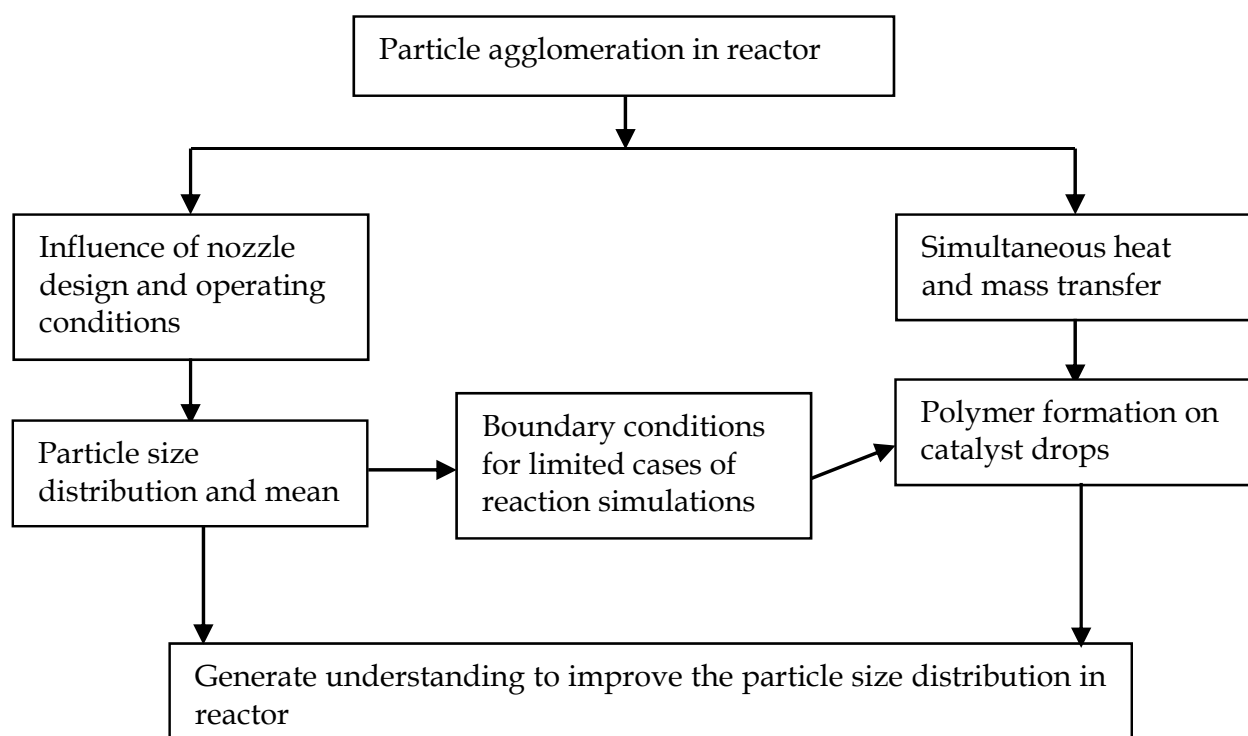 Particle agglomeration in reactor
Influence of nozzle
design and operating
conditions
Simultaneous heat
and mass transfer
Particle size
distribution and mean
Boundary conditions
for limited cases of
reaction simulations
Polymer formation on
catalyst drops
Generate understanding to improve the particle size distribution in
reactor